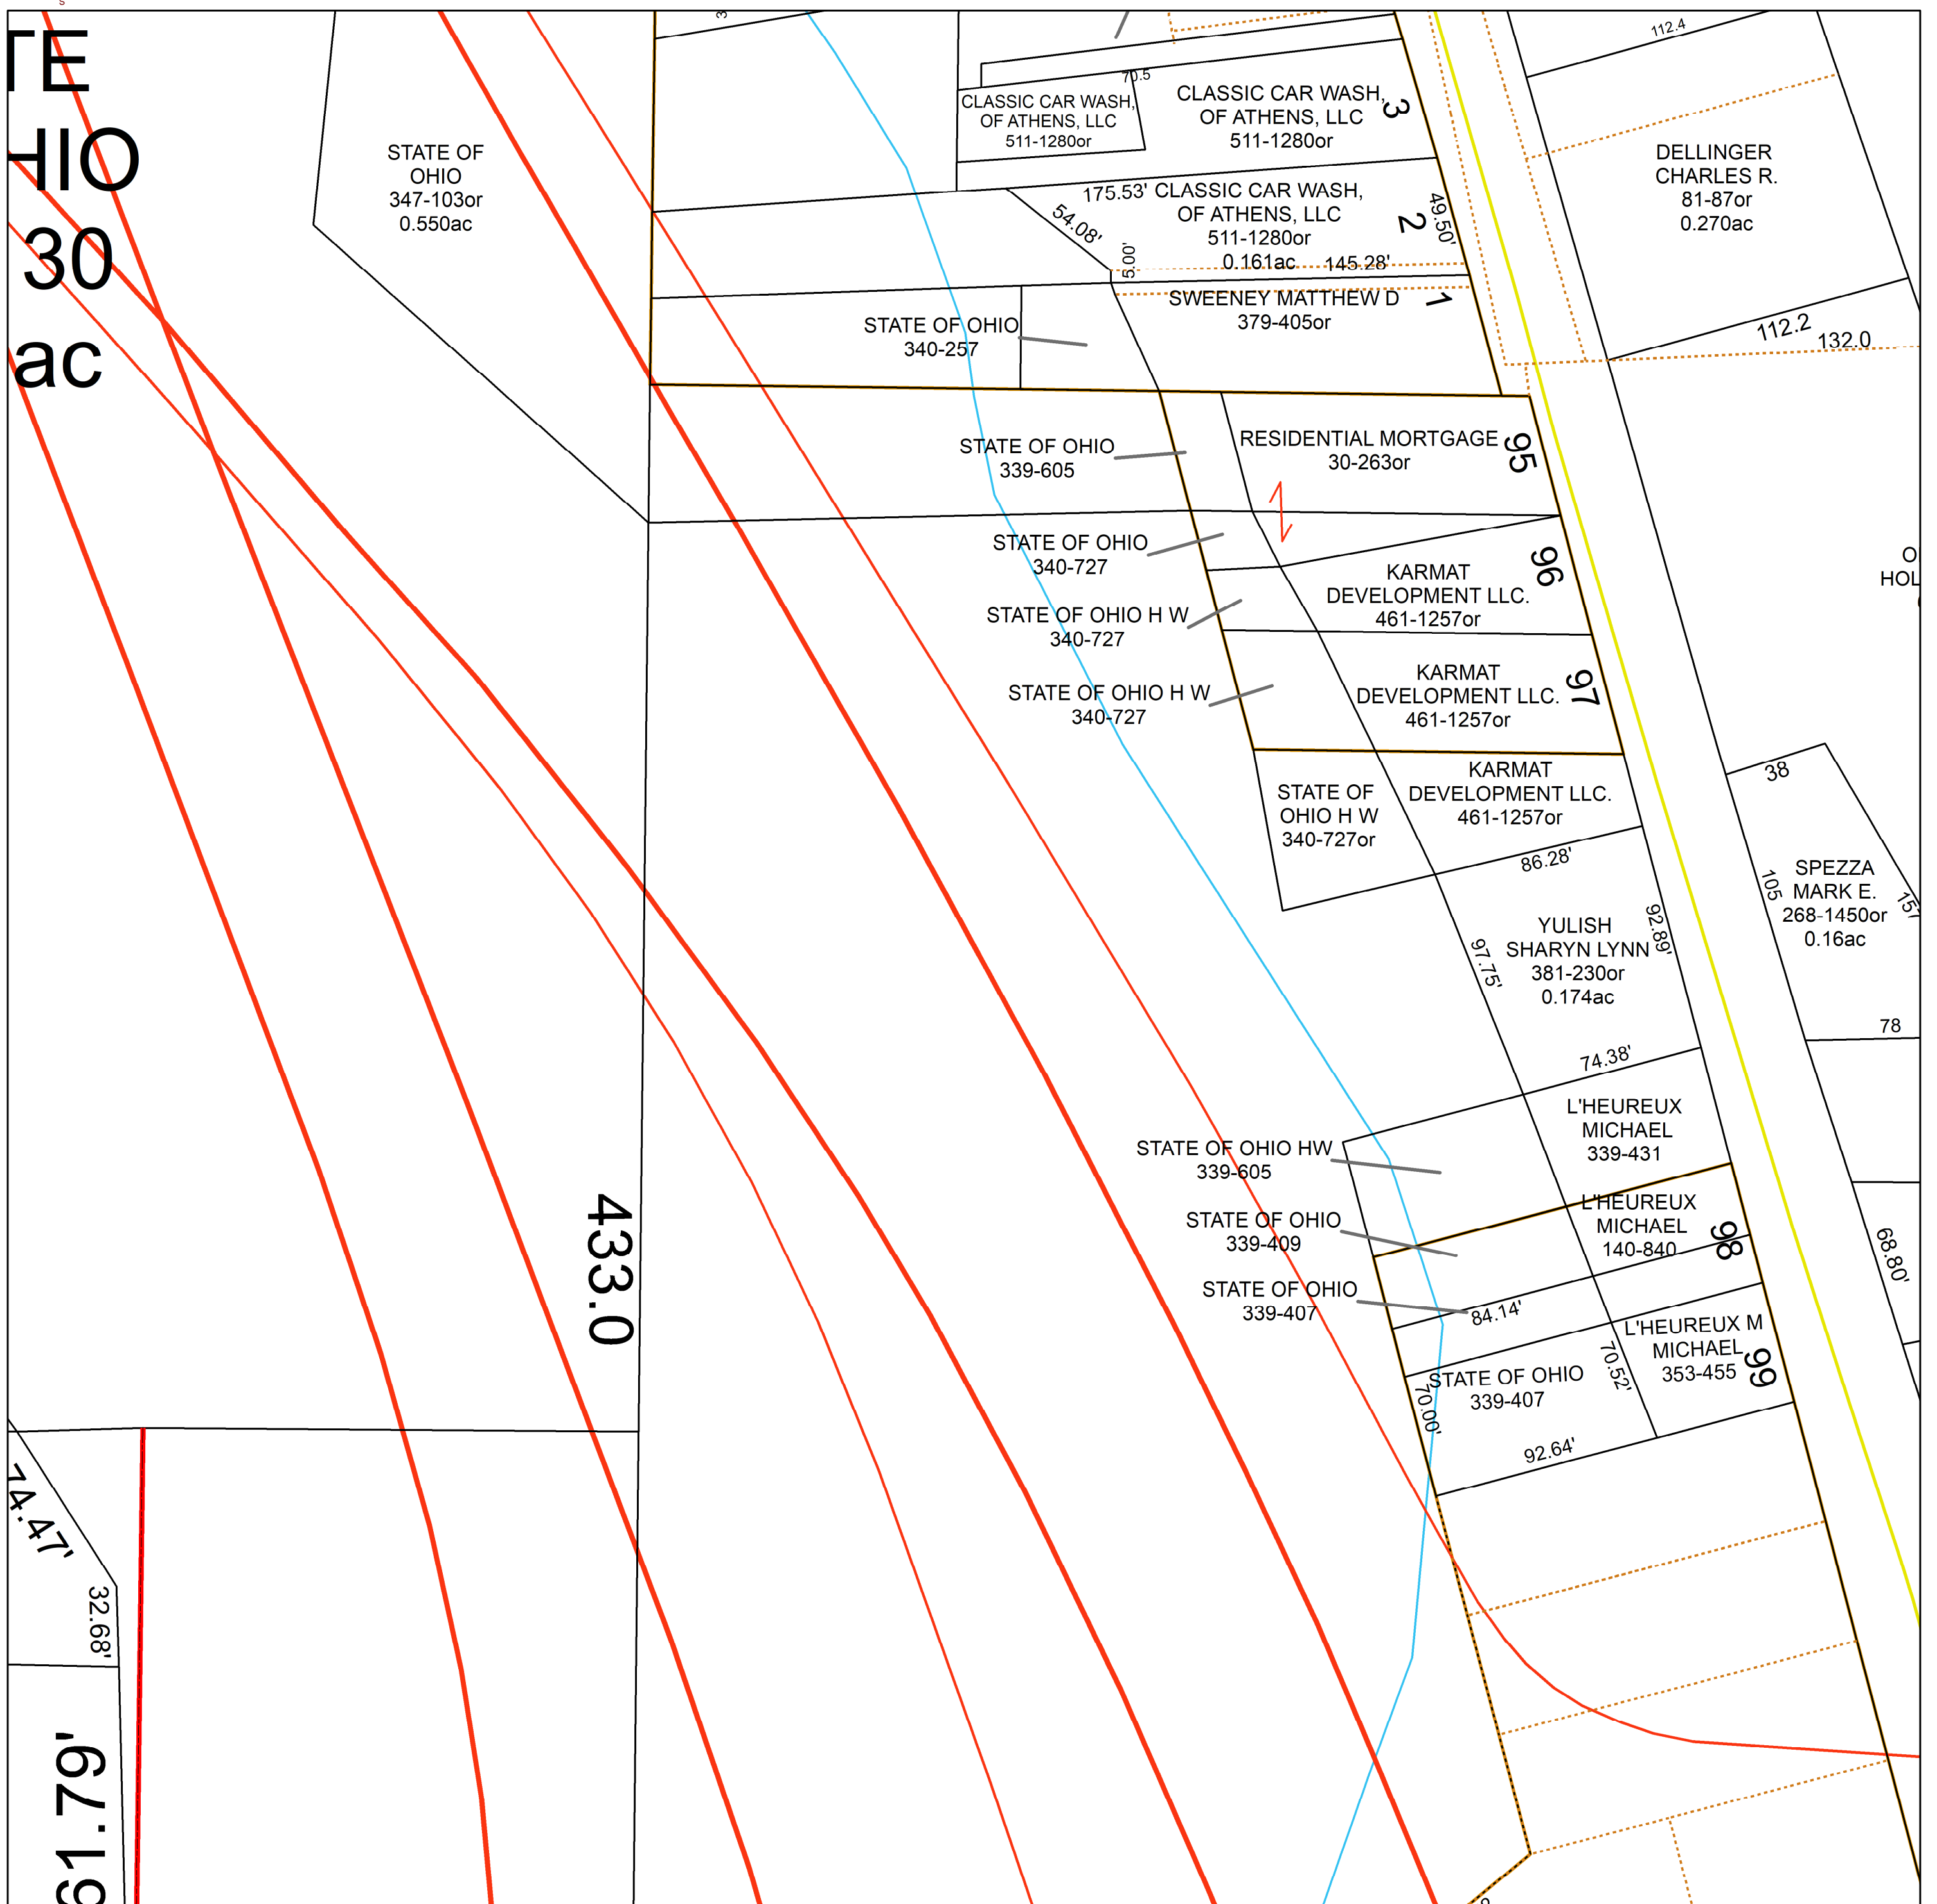 TE
HIO
30
ac
STATE OF
OHIO
347-103or
0.550ac
70.5
CLASSIC CAR WASH,
OF ATHENS, LLC
511-1280or
CLASSIC CAR WASH,
OF ATHENS, LLC
511-1280or
3
175.53'
CLASSIC CAR WASH,
OF ATHENS, LLC
511-1280or
0.161ac
2
49.50'
54.08'
5.00'
145.28'
SWEENEY MATTHEW D
379-405or
1
STATE OF OHIO
340-257
112.4
DELLINGER
CHARLES R.
81-87or
0.270ac
112.2
132.0
STATE OF OHIO
339-605
RESIDENTIAL MORTGAGE
30-263or
95
STATE OF OHIO
340-727
KARMAT
DEVELOPMENT LLC.
461-1257or
96
STATE OF OHIO H W
340-727
STATE OF OHIO H W
340-727
KARMAT
DEVELOPMENT LLC.
461-1257or
97
HOL
STATE OF
OHIO H W
340-727or
KARMAT
DEVELOPMENT LLC.
461-1257or
86.28'
38
105
SPEZZA
MARK E.
268-1450or
0.16ac
157
YULISH
SHARYN LYNN
381-230or
0.174ac
92.89'
97.75'
74.38'
78
L'HEUREUX
MICHAEL
339-431
STATE OF OHIO HW
339-605
L'HEUREUX
MICHAEL
140-840
98
STATE OF OHIO
339-409
STATE OF OHIO
339-407
84.14'
68.80'
L'HEUREUX M
MICHAEL
353-455
99
70.52'
STATE OF OHIO
339-407
70.00'
92.64'
433.0
74.47'
32.68'
61.79'